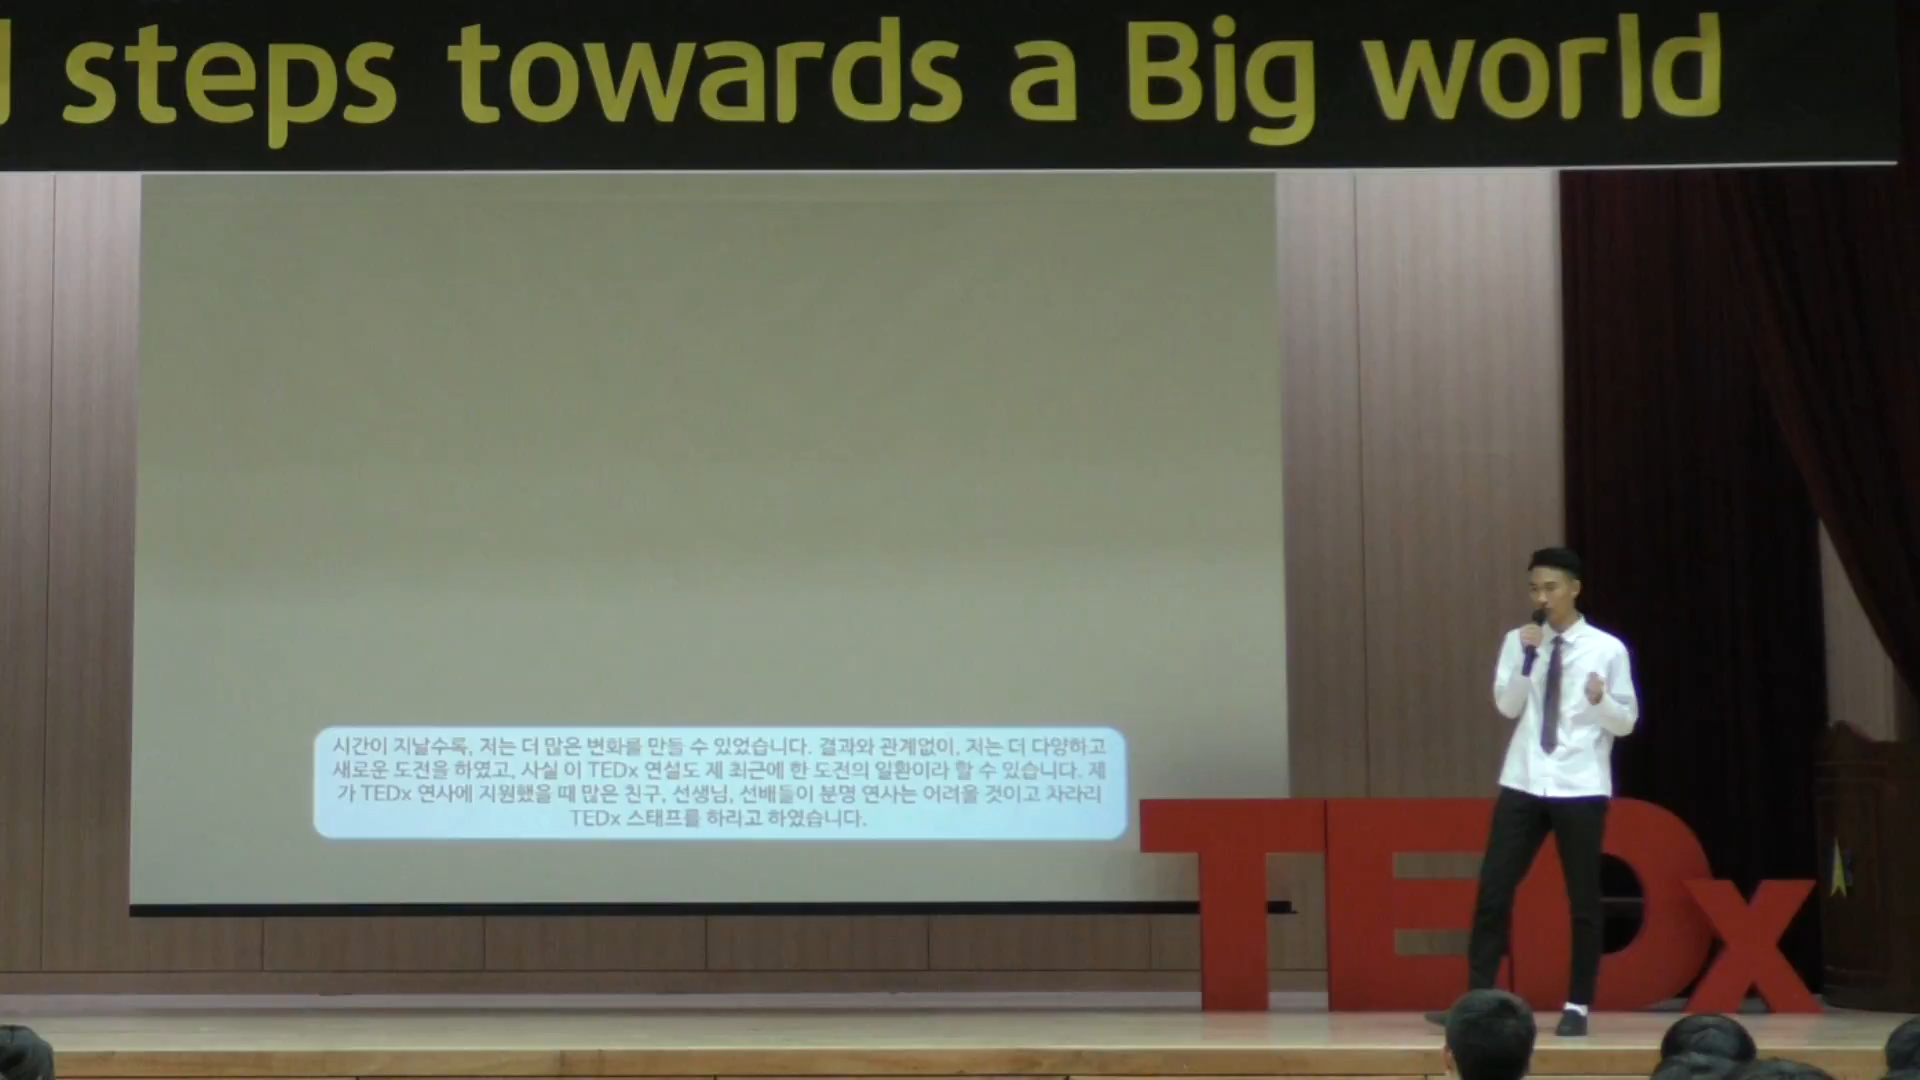 steps towards a Big world
시간이 지날수록, 저는 더 많은 변화를 만들 수 있었습니다. 결과와 관계없이, 저는 더 다양하고
새로운 도전을 하였고, 사실 이 TEDx 연설도 제 최근에 한 도전의 일환이라 할 수 있습니다. 제
가 TEDx 연사에 지원했을 때 많은 친구, 선생님, 선배들이 분명 연사는 어려울 것이고 차라리
TEDx 스태프를 하라고 하였습니다.
TEDx